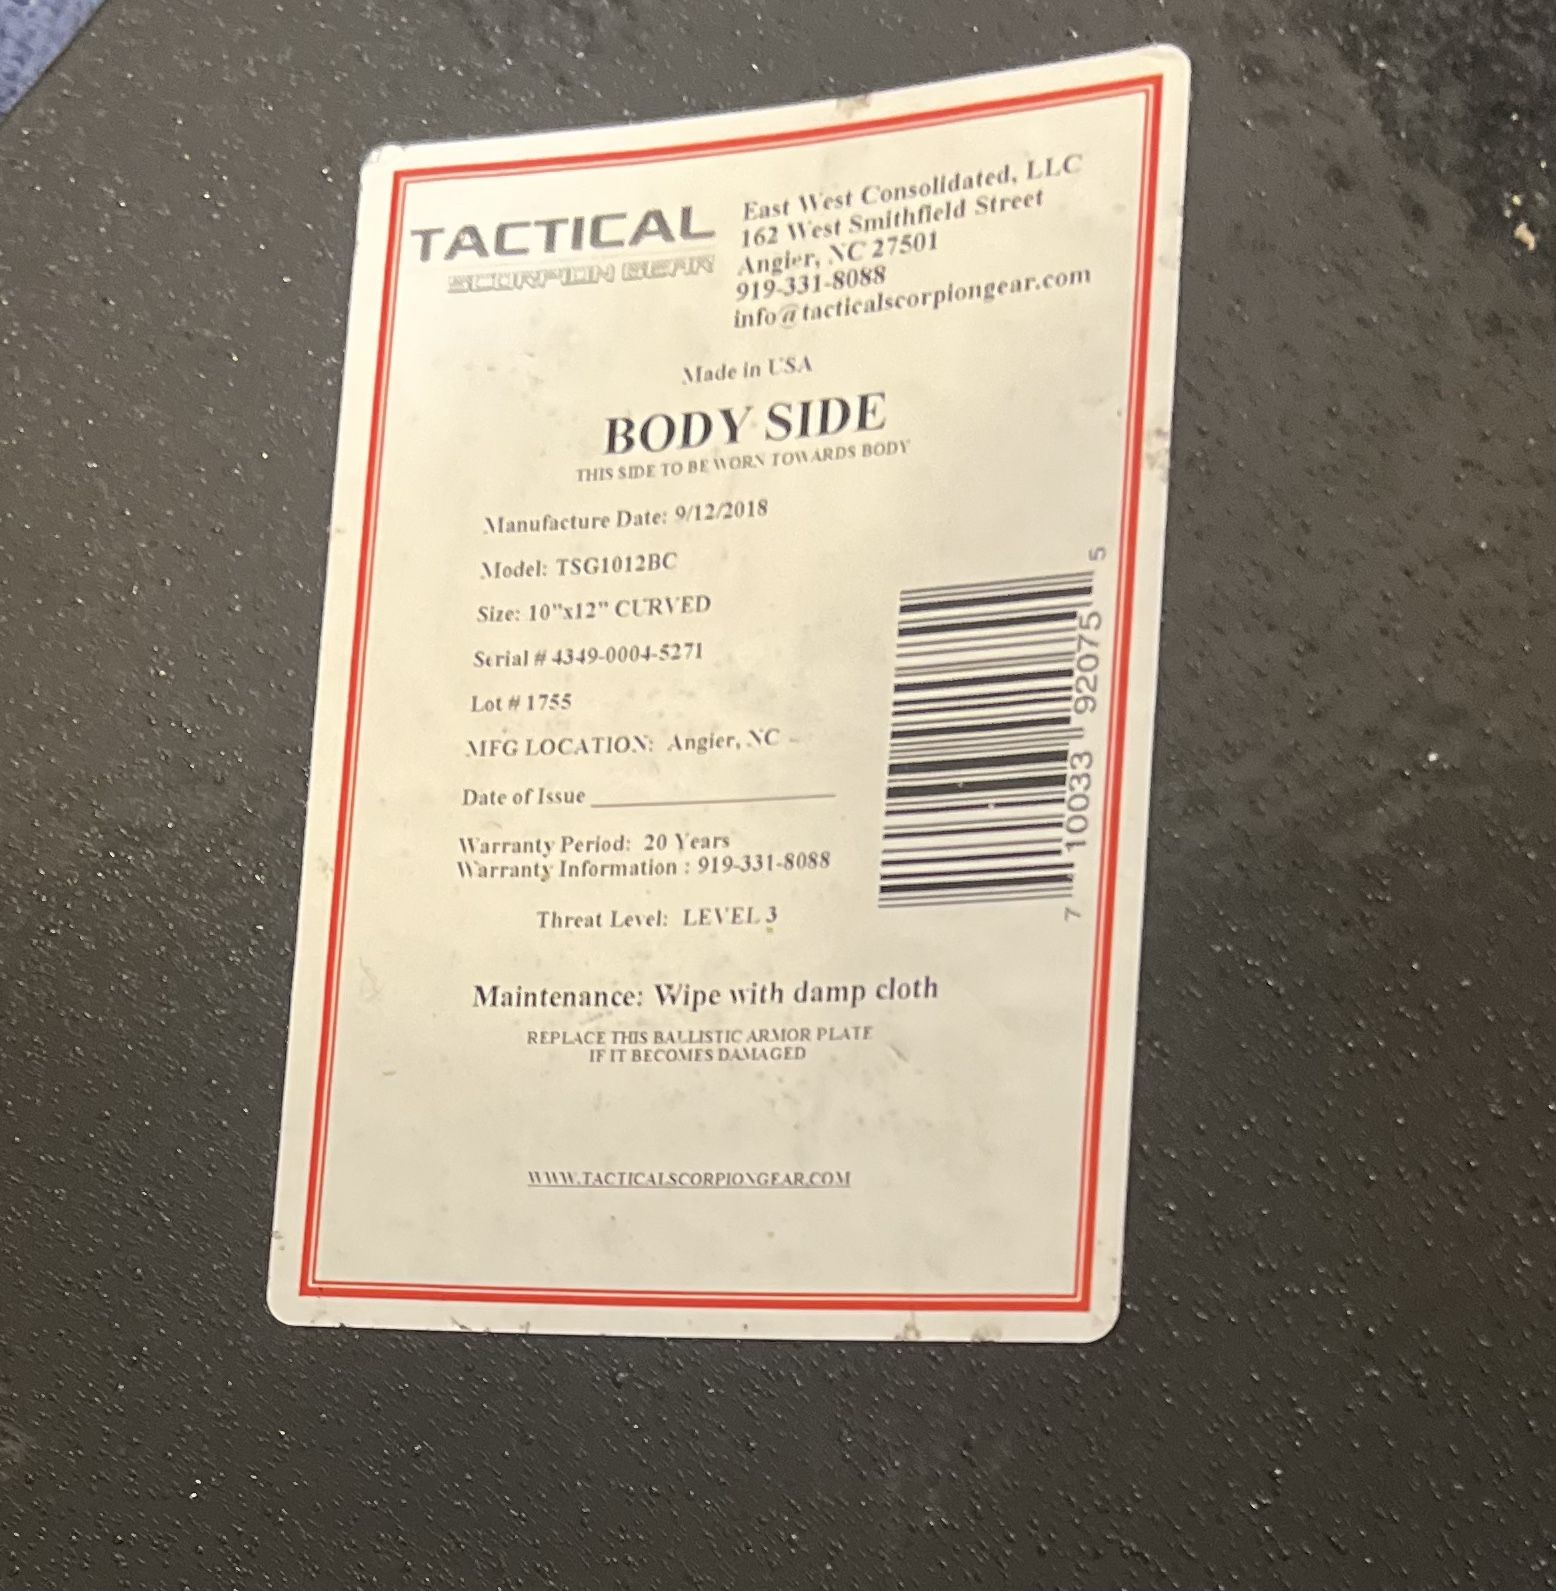 TACTICAL
SCORPION GEAR
East West Consolidated, LLC
162 West Smithfield Street
Angier, NC 27501
919-331-8088
info@tacticalscorpiongear.com
Made in USA
BODY SIDE
THIS SIDE TO BE WORN TOWARDS BODY
Manufacture Date: 9/12/2018
Model: TSG1012BC
Size: 10"x12" CURVED
Serial # 4349-0004-5271
Lot # 1755
MFG LOCATION: Angier, NC
Date of Issue
Warranty Period: 20 Years
Warranty Information : 919-331-8088
Threat Level: LEVEL 3
7 10033 92075 5
Maintenance: Wipe with damp cloth
REPLACE THIS BALLISTIC ARMOR PLATE
IF IT BECOMES DAMAGED
WWW.TACTICALSCORPIONGEAR.COM